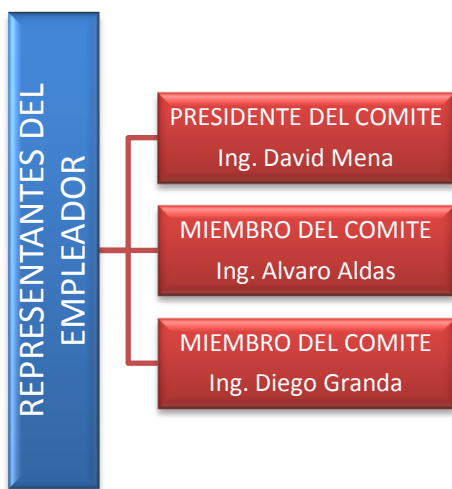 REPRESENTANTES DEL
EMPLEADOR
PRESIDENTE DEL COMITE
Ing. David Mena
MIEMBRO DEL COMITE
Ing. Alvaro Aldas
MIEMBRO DEL COMITE
Ing. Diego Granda